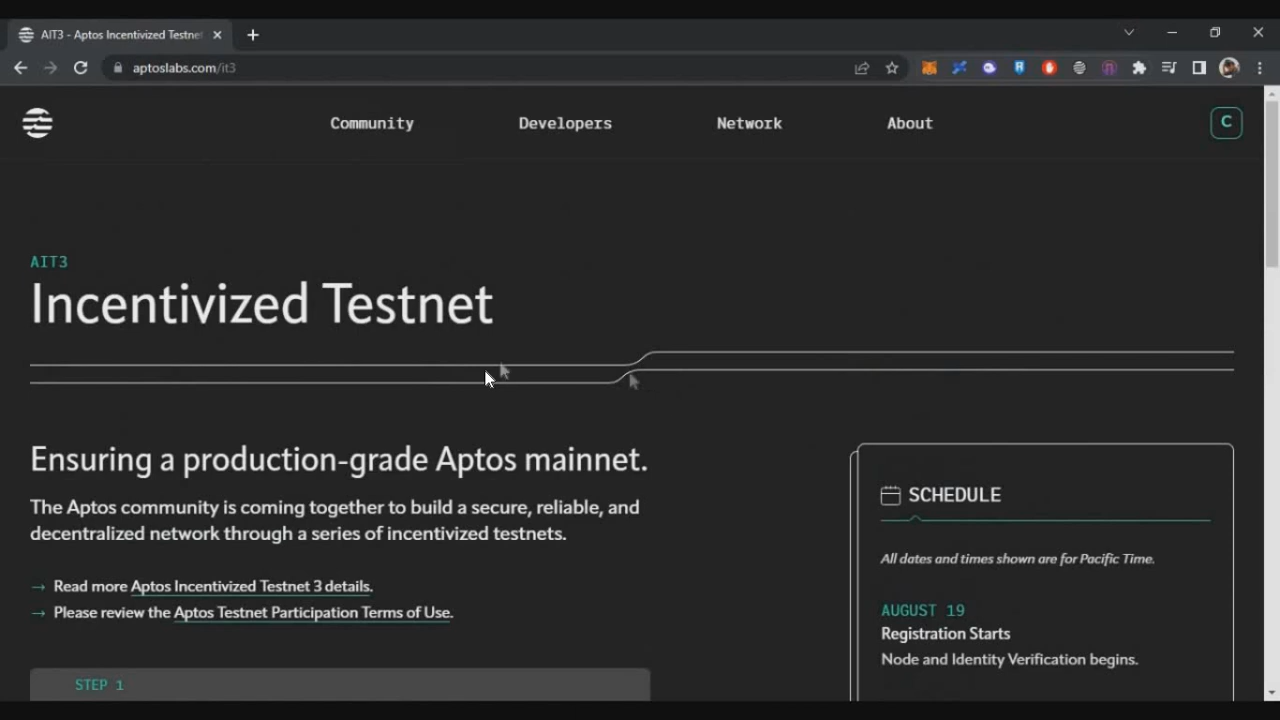 AIT3 - Aptos Incentivized Testne
aptoslabs.com/it3
Community Developers Network About C
AIT3
Incentivized Testnet
Ensuring a production-grade Aptos mainnet.
The Aptos community is coming together to build a secure, reliable, and
decentralized network through a series of incentivized testnets.
→ Read more Aptos Incentivized Testnet 3 details.
→ Please review the Aptos Testnet Participation Terms of Use.
STEP 1
SCHEDULE
All dates and times shown are for Pacific Time.
AUGUST 19
Registration Starts
Node and Identity Verification begins.